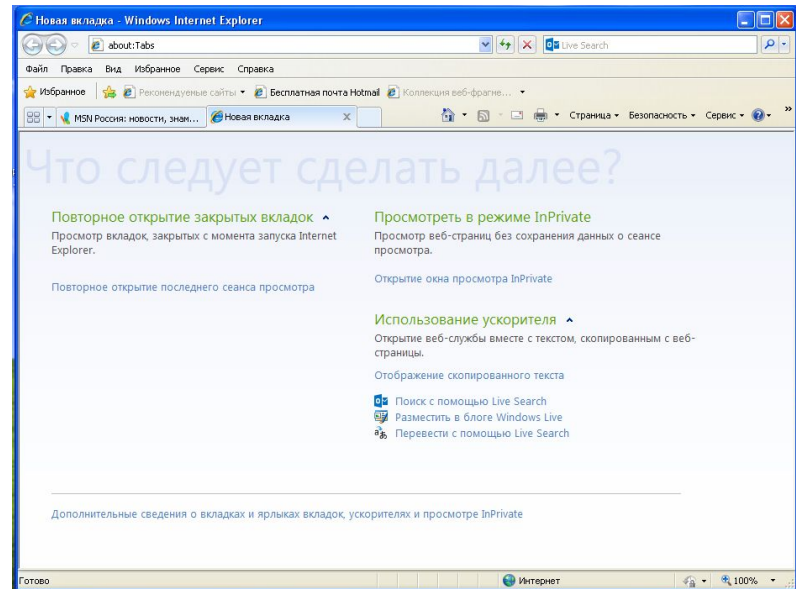 Новая вкладка - Windows Internet Explorer
about:Tabs
Live Search
Файл Правка Вид Избранное Сервис Справка
Избранное Рекомендуемые сайты Бесплатная почта Hotmail Коллекция веб-фрагме...
MSN Россия: новости, знак... Новая вкладка X Страница Безопасность Сервис »
Что следует сделать далее?
Повторное открытие закрытых вкладок
Просмотр вкладок, закрытых с момента запуска Internet
Explorer.
Повторное открытие последнего сеанса просмотра
Просмотреть в режиме InPrivate
Просмотр веб-страниц без сохранения данных о сеансе
просмотра.
Открытие окна просмотра InPrivate
Использование ускорителя
Открытие веб-службы вместе с текстом, скопированным с веб-
страницы.
Отображение скопированного текста
Поиск с помощью Live Search
Разместить в блоге Windows Live
Перевести с помощью Live Search
Дополнительные сведения о вкладках и ярлыках вкладок, ускорителях и просмотре InPrivate
Готово Интернет 100%